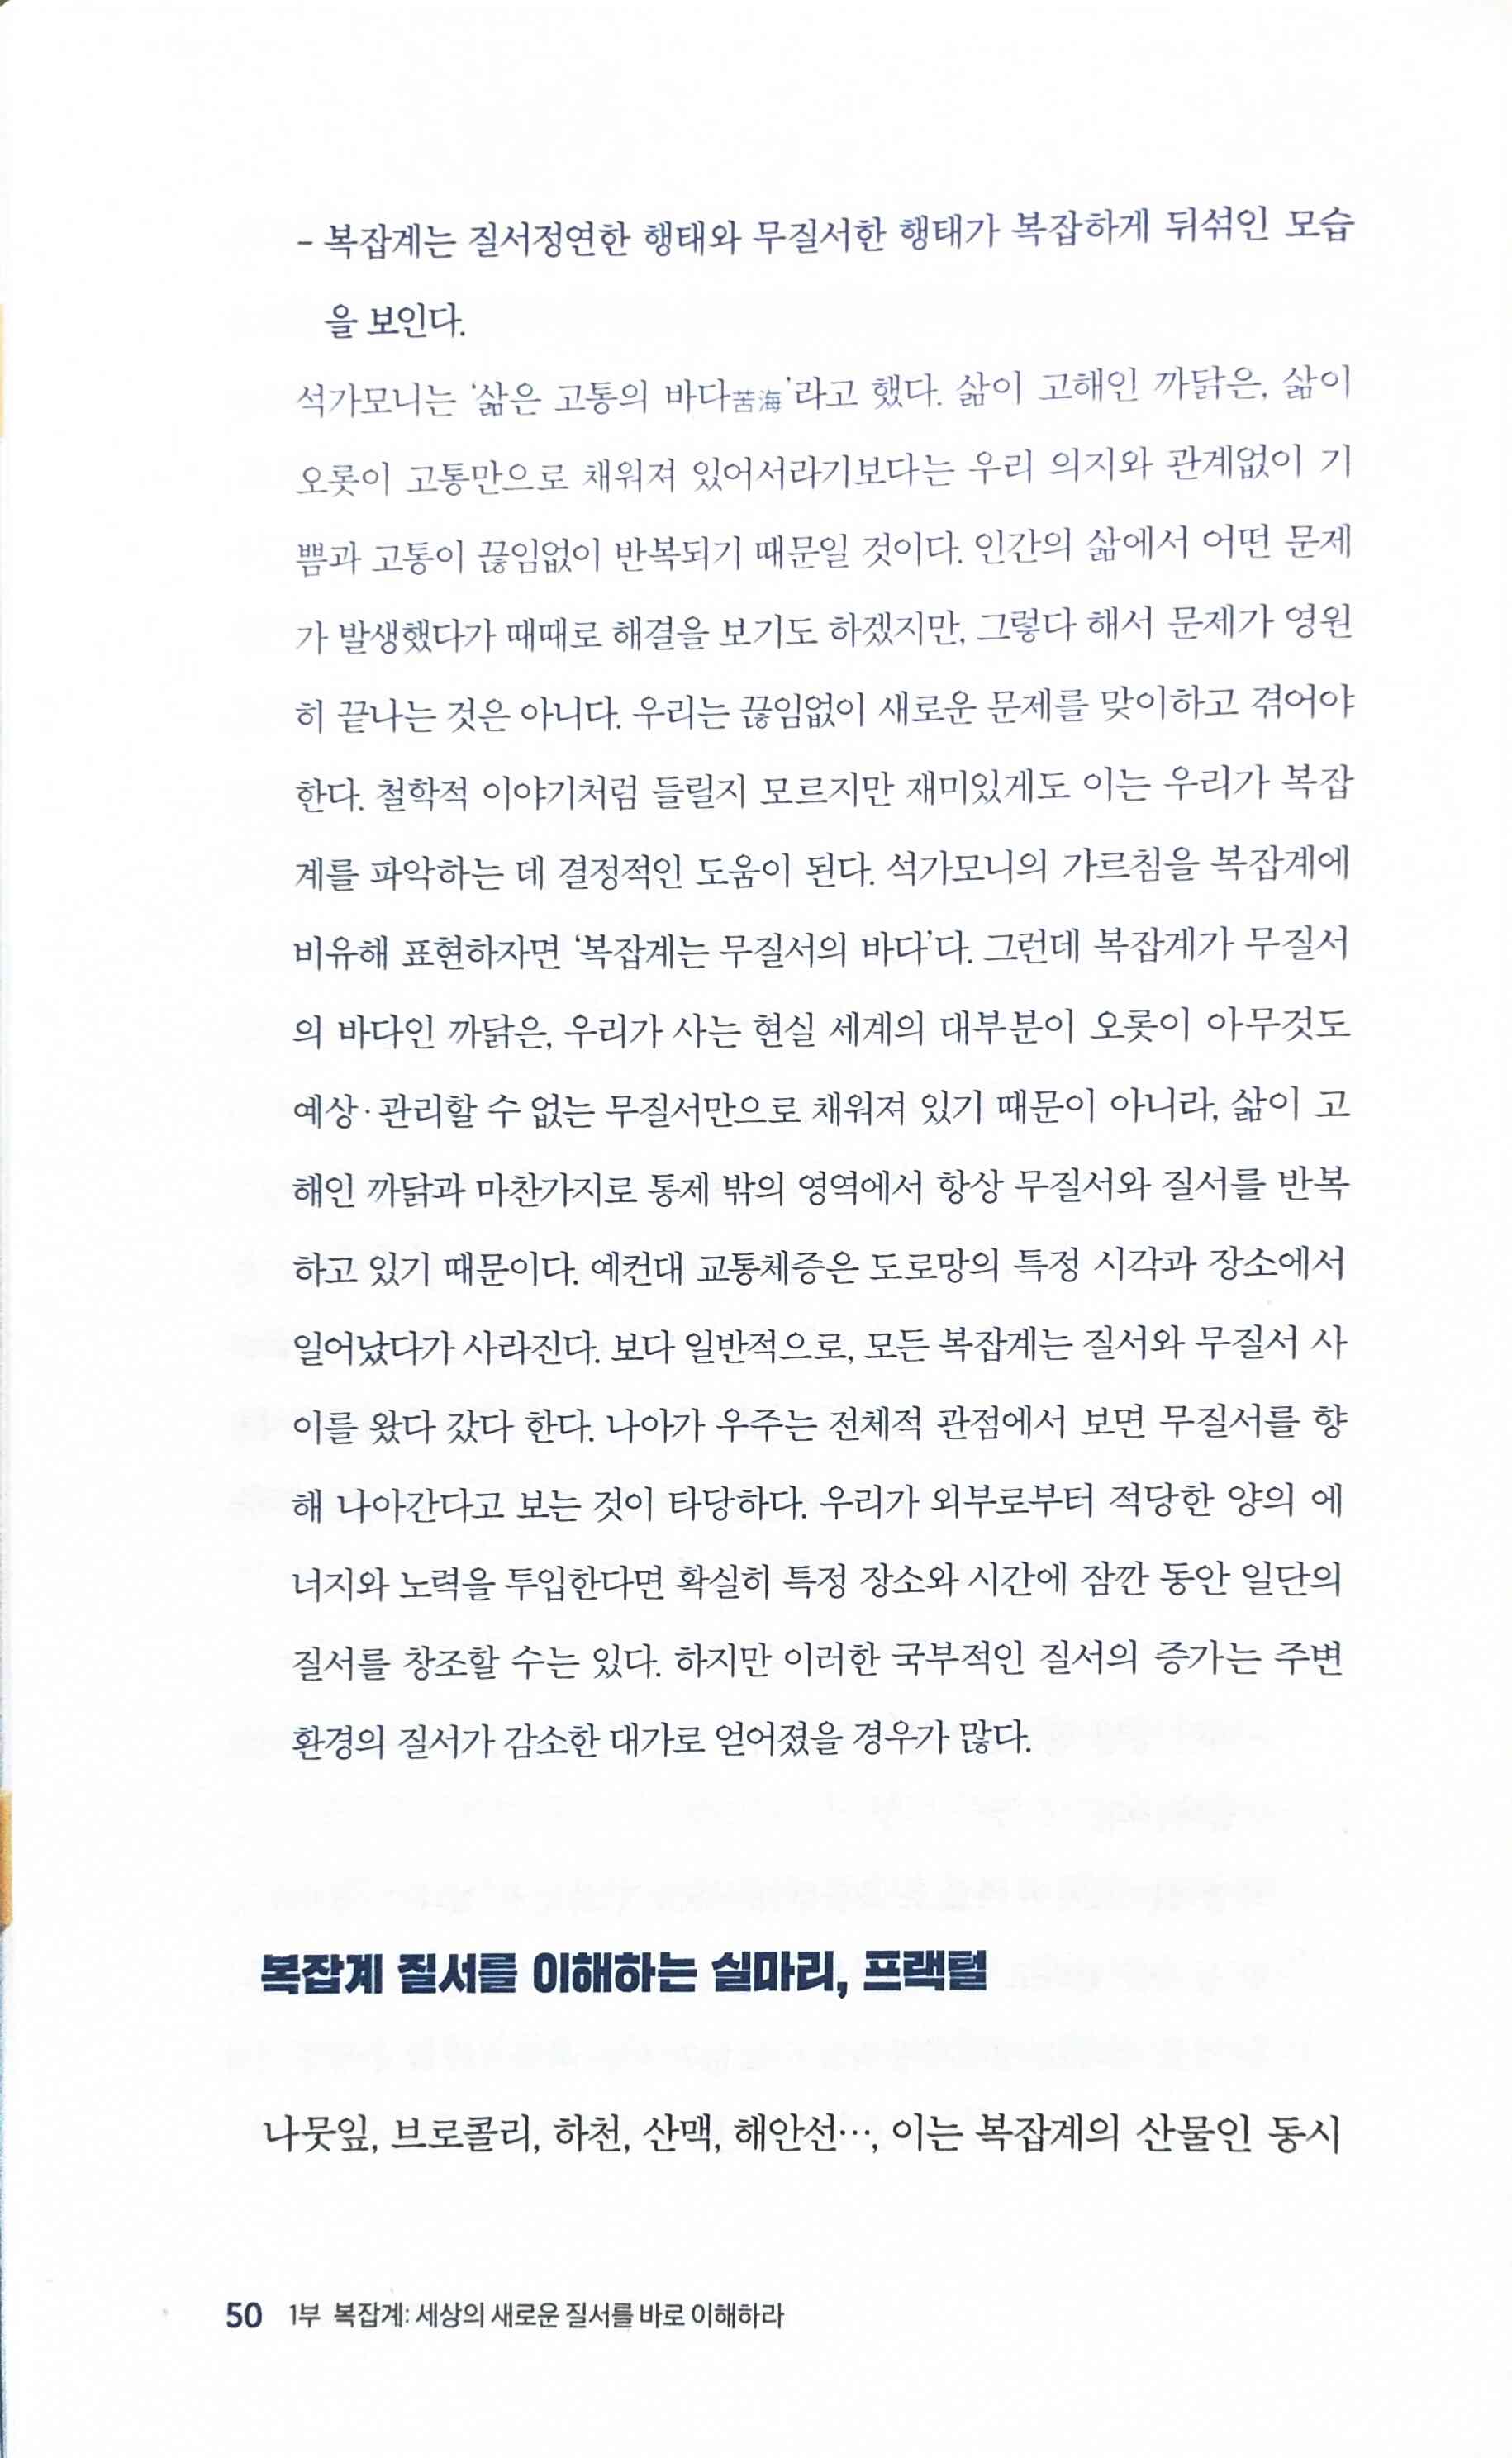 - 복잡계는 질서정연한 행태와 무질서한 행태가 복잡하게 뒤섞인 모습
을 보인다.
석가모니는 ‘삶은 고통의 바다苦海’라고 했다. 삶이 고해인 까닭은, 삶이
오롯이 고통만으로 채워져 있어서라기보다는 우리 의지와 관계없이 기
쁨과 고통이 끊임없이 반복되기 때문일 것이다. 인간의 삶에서 어떤 문제
가 발생했다가 때때로 해결을 보기도 하겠지만, 그렇다 해서 문제가 영원
히 끝나는 것은 아니다. 우리는 끊임없이 새로운 문제를 맞이하고 겪어야
한다. 철학적 이야기처럼 들릴지 모르지만 재미있게도 이는 우리가 복잡
계를 파악하는 데 결정적인 도움이 된다. 석가모니의 가르침을 복잡계에
비유해 표현하자면 ‘복잡계는 무질서의 바다’다. 그런데 복잡계가 무질서
의 바다인 까닭은, 우리가 사는 현실 세계의 대부분이 오롯이 아무것도
예상·관리할 수 없는 무질서만으로 채워져 있기 때문이 아니라, 삶이 고
해인 까닭과 마찬가지로 통제 밖의 영역에서 항상 무질서와 질서를 반복
하고 있기 때문이다. 예컨대 교통체증은 도로망의 특정 시각과 장소에서
일어났다가 사라진다. 보다 일반적으로, 모든 복잡계는 질서와 무질서 사
이를 왔다 갔다 한다. 나아가 우주는 전체적 관점에서 보면 무질서를 향
해 나아간다고 보는 것이 타당하다. 우리가 외부로부터 적당한 양의 에
너지와 노력을 투입한다면 확실히 특정 장소와 시간에 잠깐 동안 일단의
질서를 창조할 수는 있다. 하지만 이러한 국부적인 질서의 증가는 주변
환경의 질서가 감소한 대가로 얻어졌을 경우가 많다.
복잡계 질서를 이해하는 실마리, 프랙털
나뭇잎, 브로콜리, 하천, 산맥, 해안선…, 이는 복잡계의 산물인 동시
50 1부 복잡계: 세상의 새로운 질서를 바로 이해하라